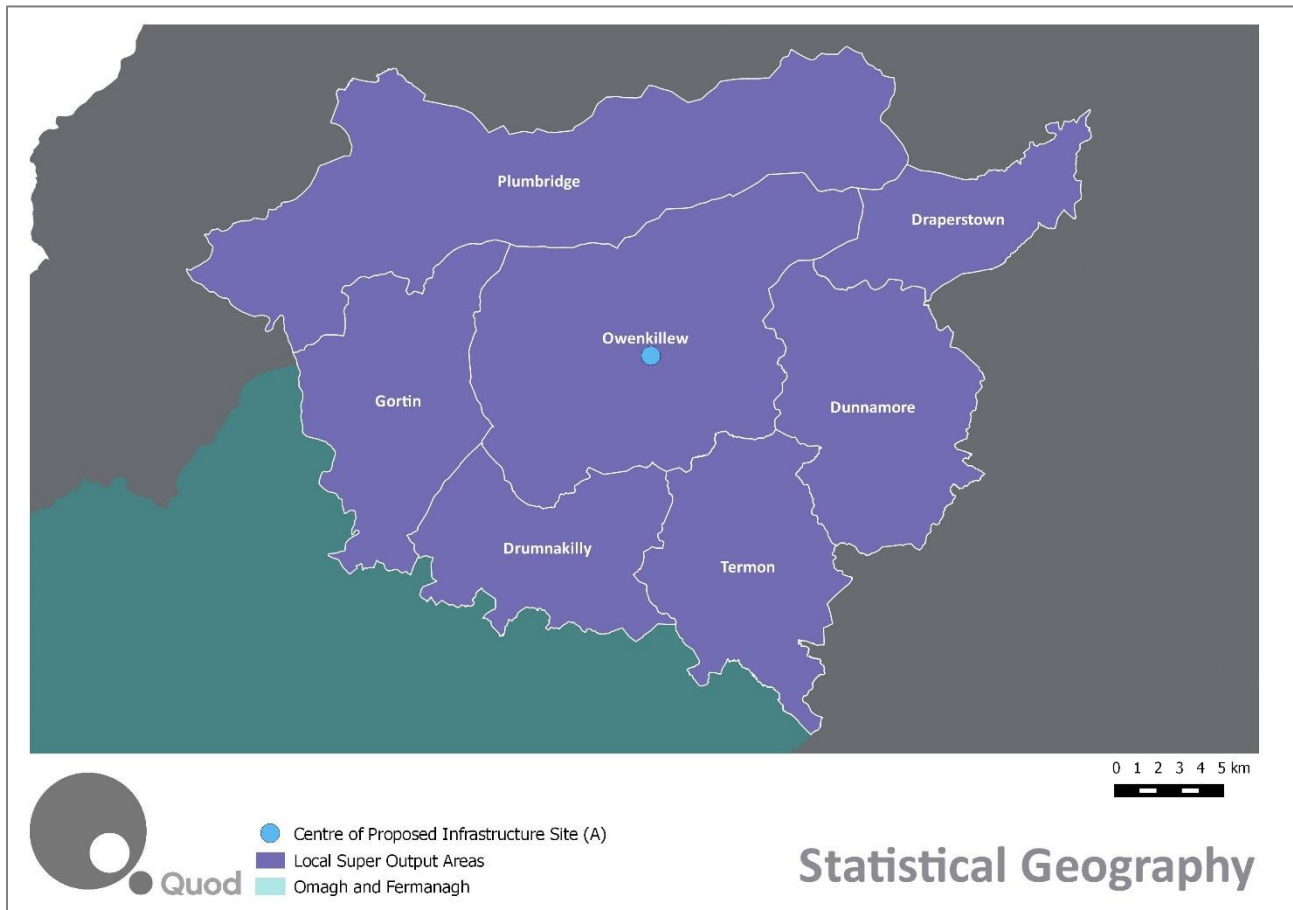 Plumbridge
Draperstown
Owenkillew
Gortin
Dunnamore
Drumnakilly
Termon
0 1 2 3 4 5 km
Centre of Proposed Infrastructure Site (A)
Local Super Output Areas
Omagh and Fermanagh
Quod
Statistical Geography